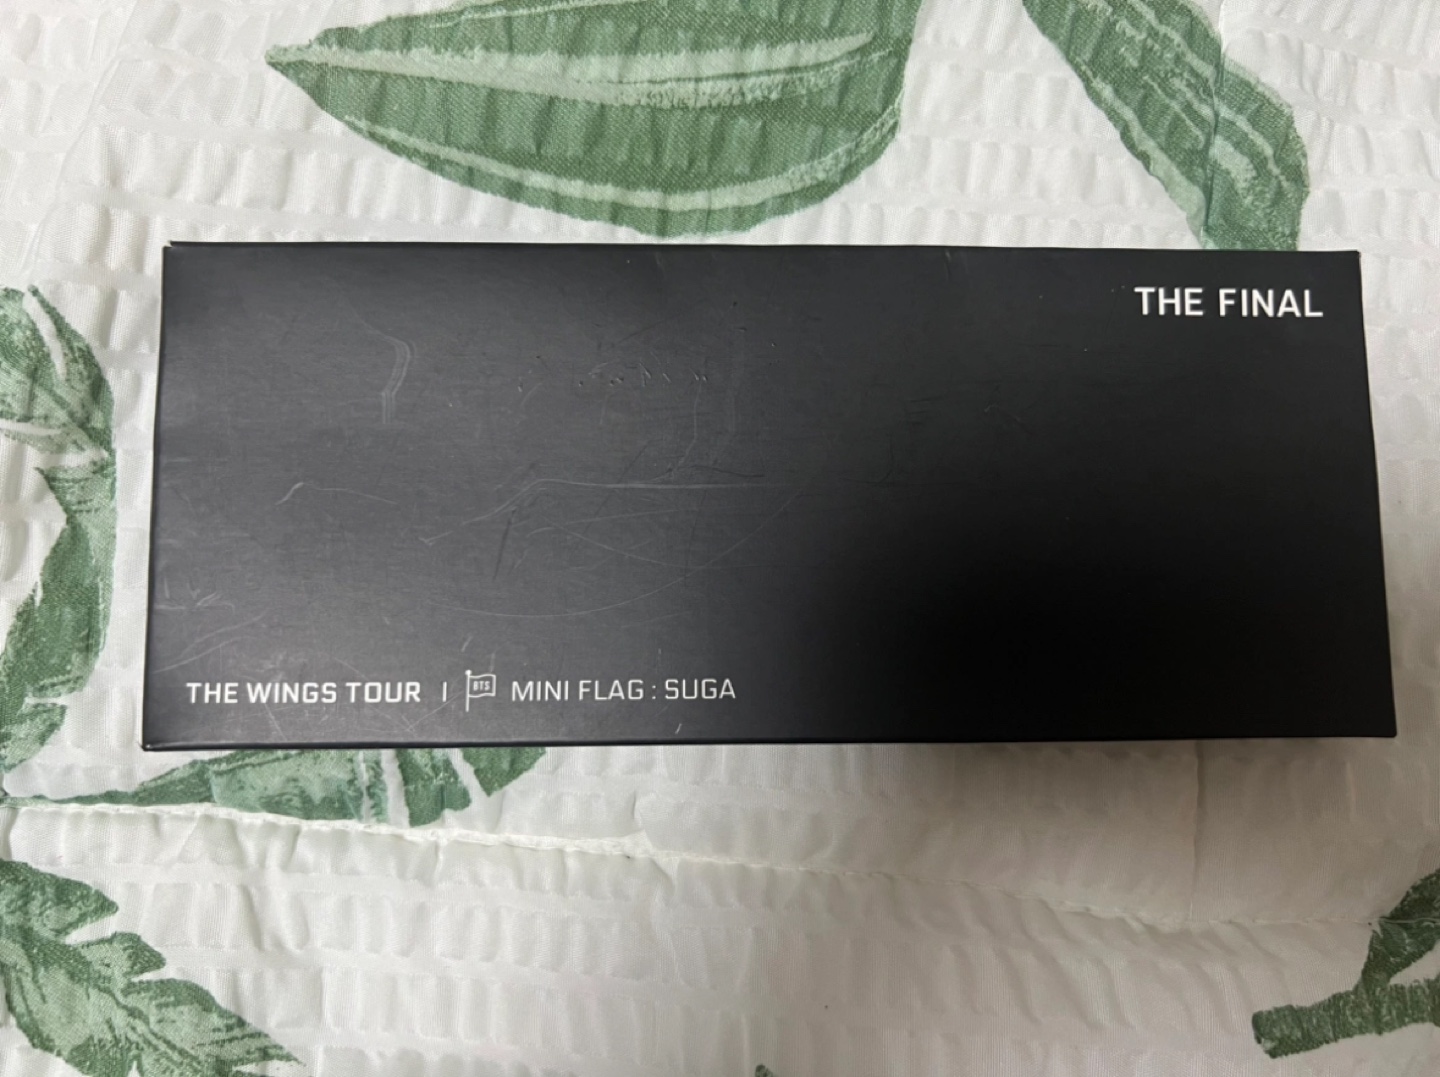 THE FINAL
THE WINGS TOUR | BTS MINI FLAG : SUGA